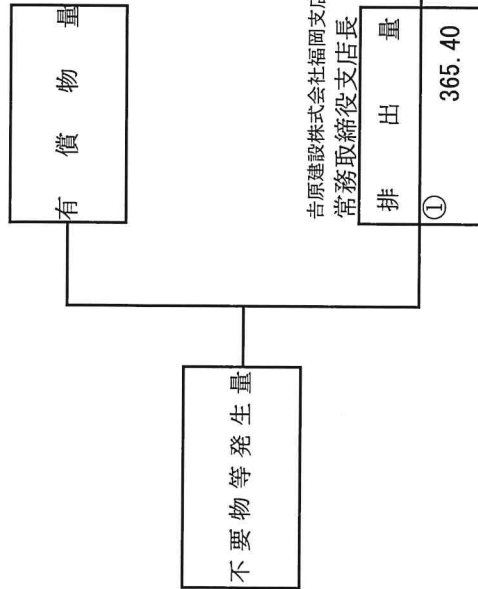 有償物量
吉原建設株式会社福岡支店
常務取締役支店長
排出量
①
365.40
不要物等発生量